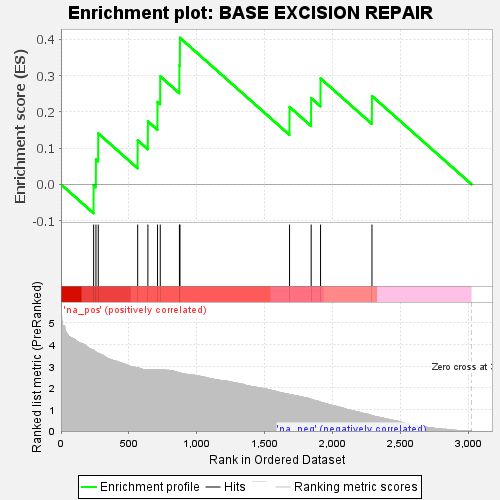 Enrichment plot: BASE EXCISION REPAIR
Enrichment score (ES)
0.4
0.3
0.2
0.1
0.0
-0.1
'na_pos' (positively correlated)
Ranked list metric (PreRanked)
5
4
3
2
1
0
Zero cross at
'na_neg' (negatively correlated)
0
500
1,000
1,500
2,000
2,500
3,000
Rank in Ordered Dataset
Enrichment profile
Hits
Ranking metric scores